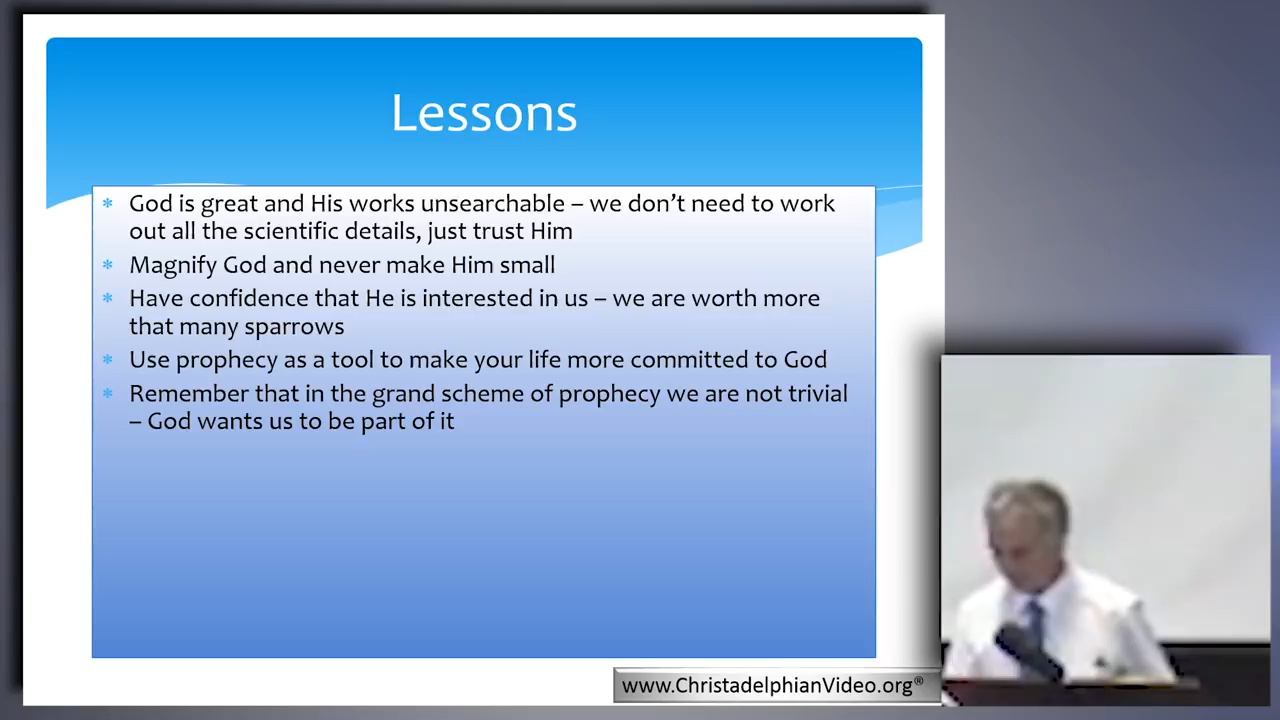 Lessons
* God is great and His works unsearchable – we don’t need to work
out all the scientific details, just trust Him
* Magnify God and never make Him small
* Have confidence that He is interested in us – we are worth more
that many sparrows
* Use prophecy as a tool to make your life more committed to God
* Remember that in the grand scheme of prophecy we are not trivial
– God wants us to be part of it
www.ChristadelphianVideo.org®